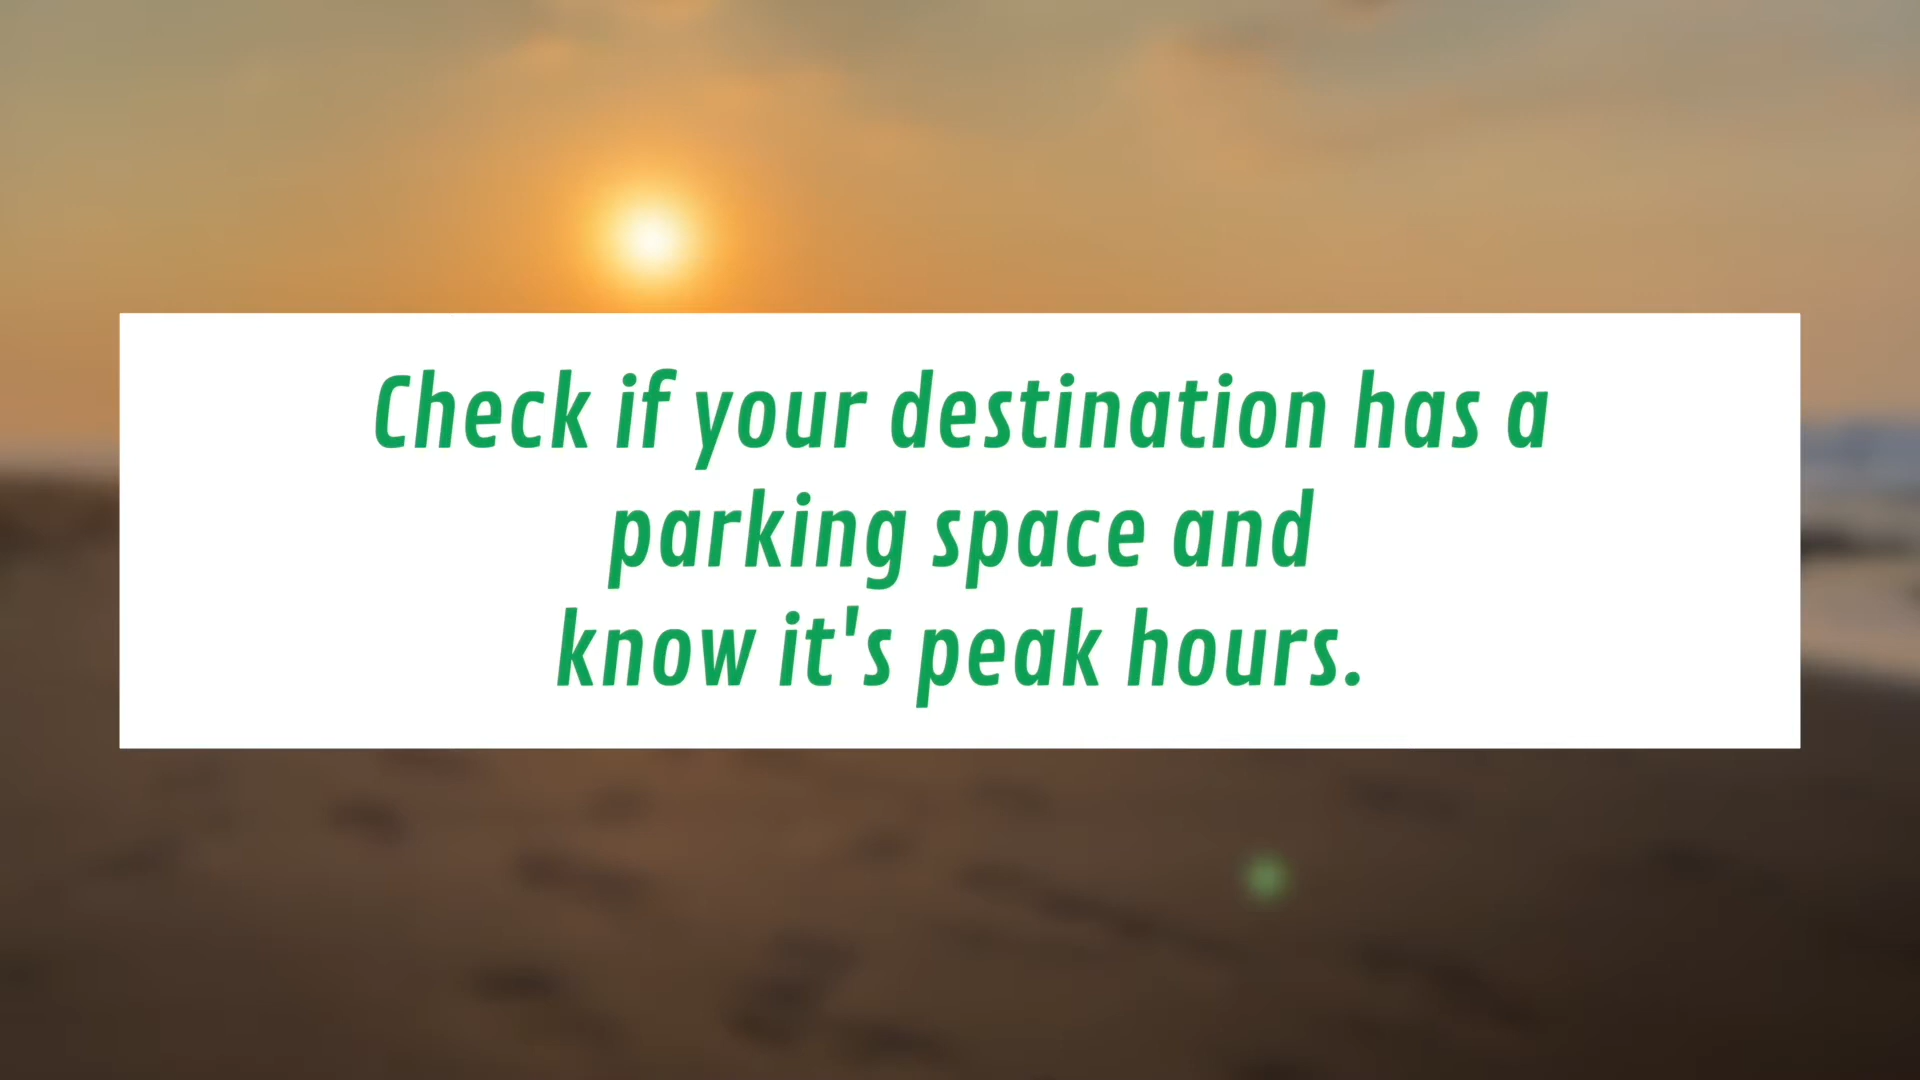 Check if your destination has a
parking space and
know it's peak hours.